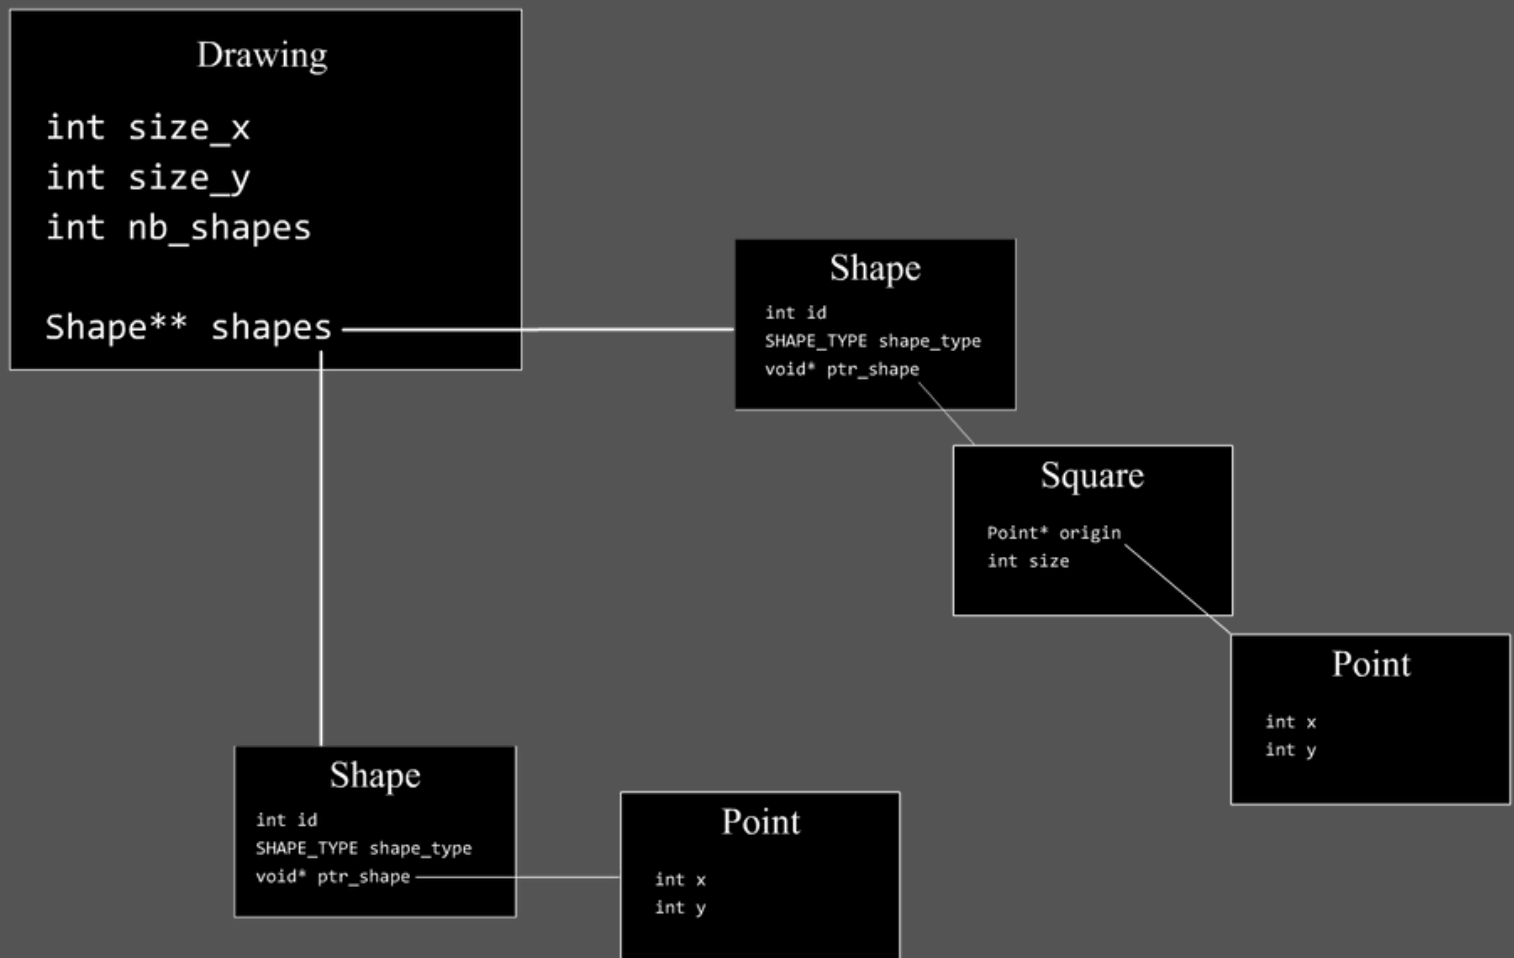 Drawing
int size_x
int size_y
int nb_shapes
Shape** shapes
Shape
int id
SHAPE_TYPE shape_type
void* ptr_shape
Square
Point* origin
int size
Point
int x
int y
Shape
int id
SHAPE_TYPE shape_type
void* ptr_shape
Point
int x
int y